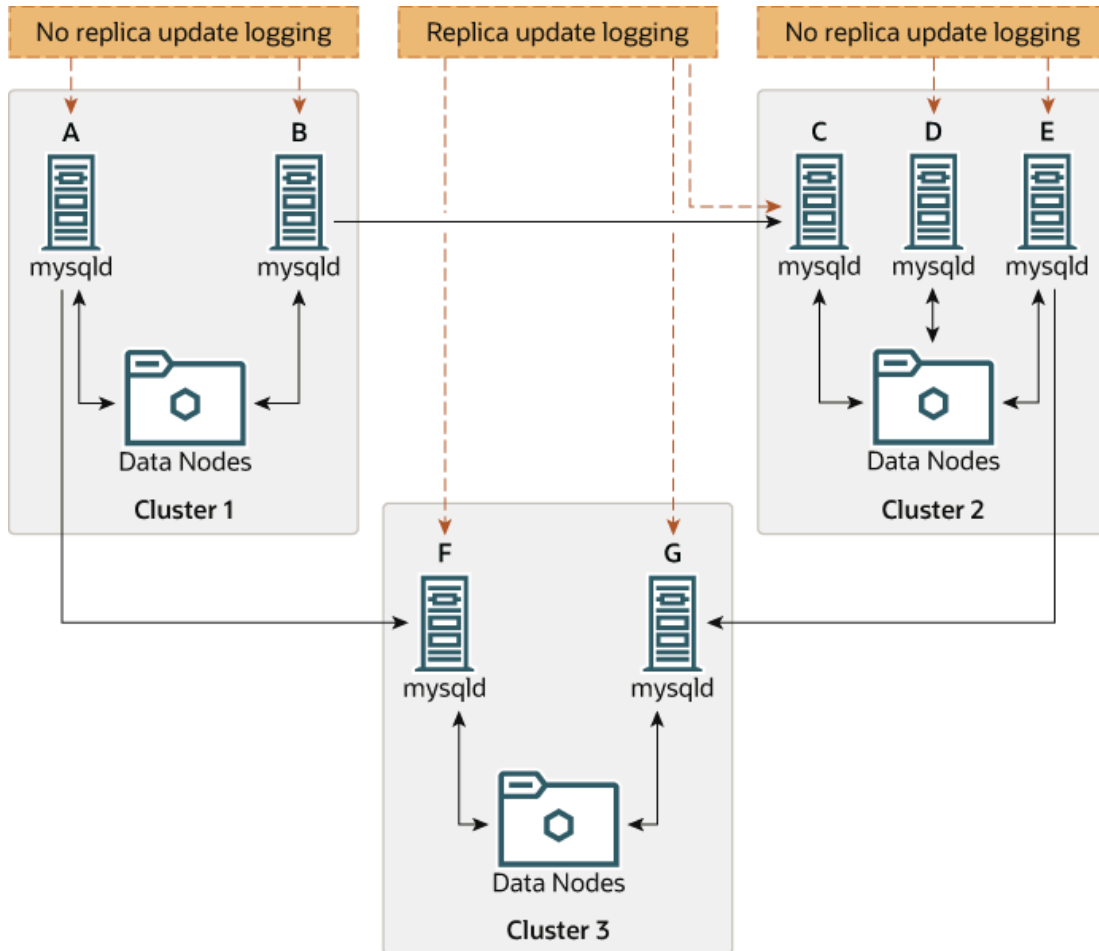 No replica update logging
Replica update logging
No replica update logging
A
B
mysqld
mysqld
Data Nodes
Cluster 1
C
D
E
mysqld
mysqld
mysqld
Data Nodes
Cluster 2
F
G
mysqld
mysqld
Data Nodes
Cluster 3